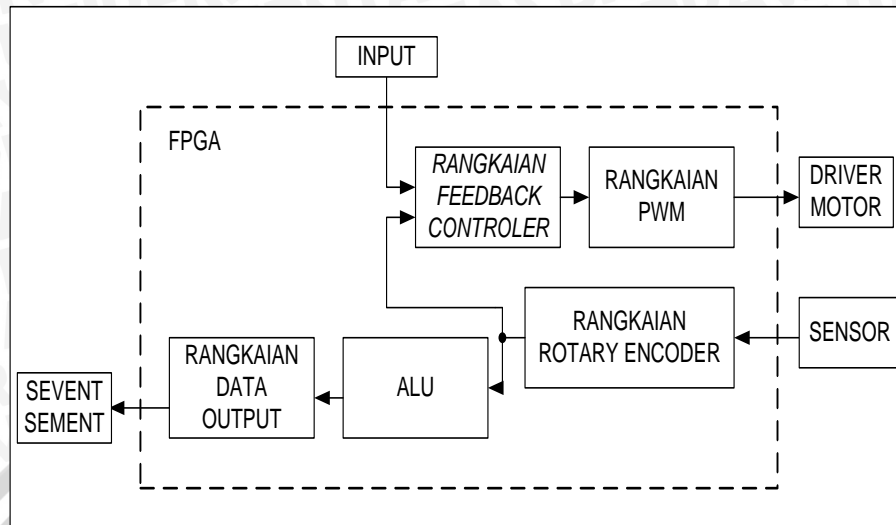 INPUT
FPGA
RANGKAIAN
FEEDBACK
CONTROLER
RANGKAIAN
PWM
DRIVER
MOTOR
RANGKAIAN
ROTARY ENCODER
SENSOR
ALU
RANGKAIAN
DATA
OUTPUT
SEVENT
SEMENT